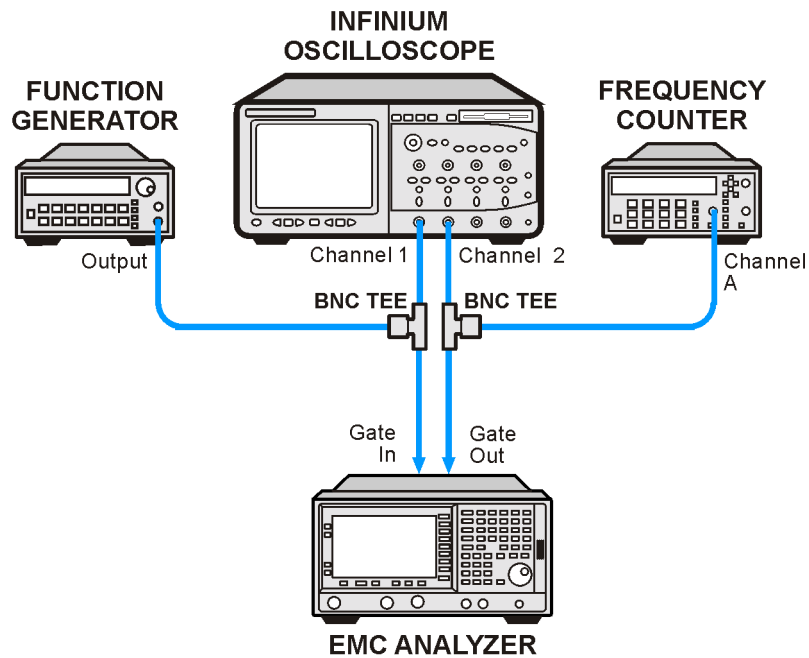 INFINIUM
OSCILLOSCOPE
FUNCTION
GENERATOR
FREQUENCY
COUNTER
Output
Channel 1
Channel 2
Channel
A
BNC TEE
BNC TEE
Gate
In
Gate
Out
EMC ANALYZER